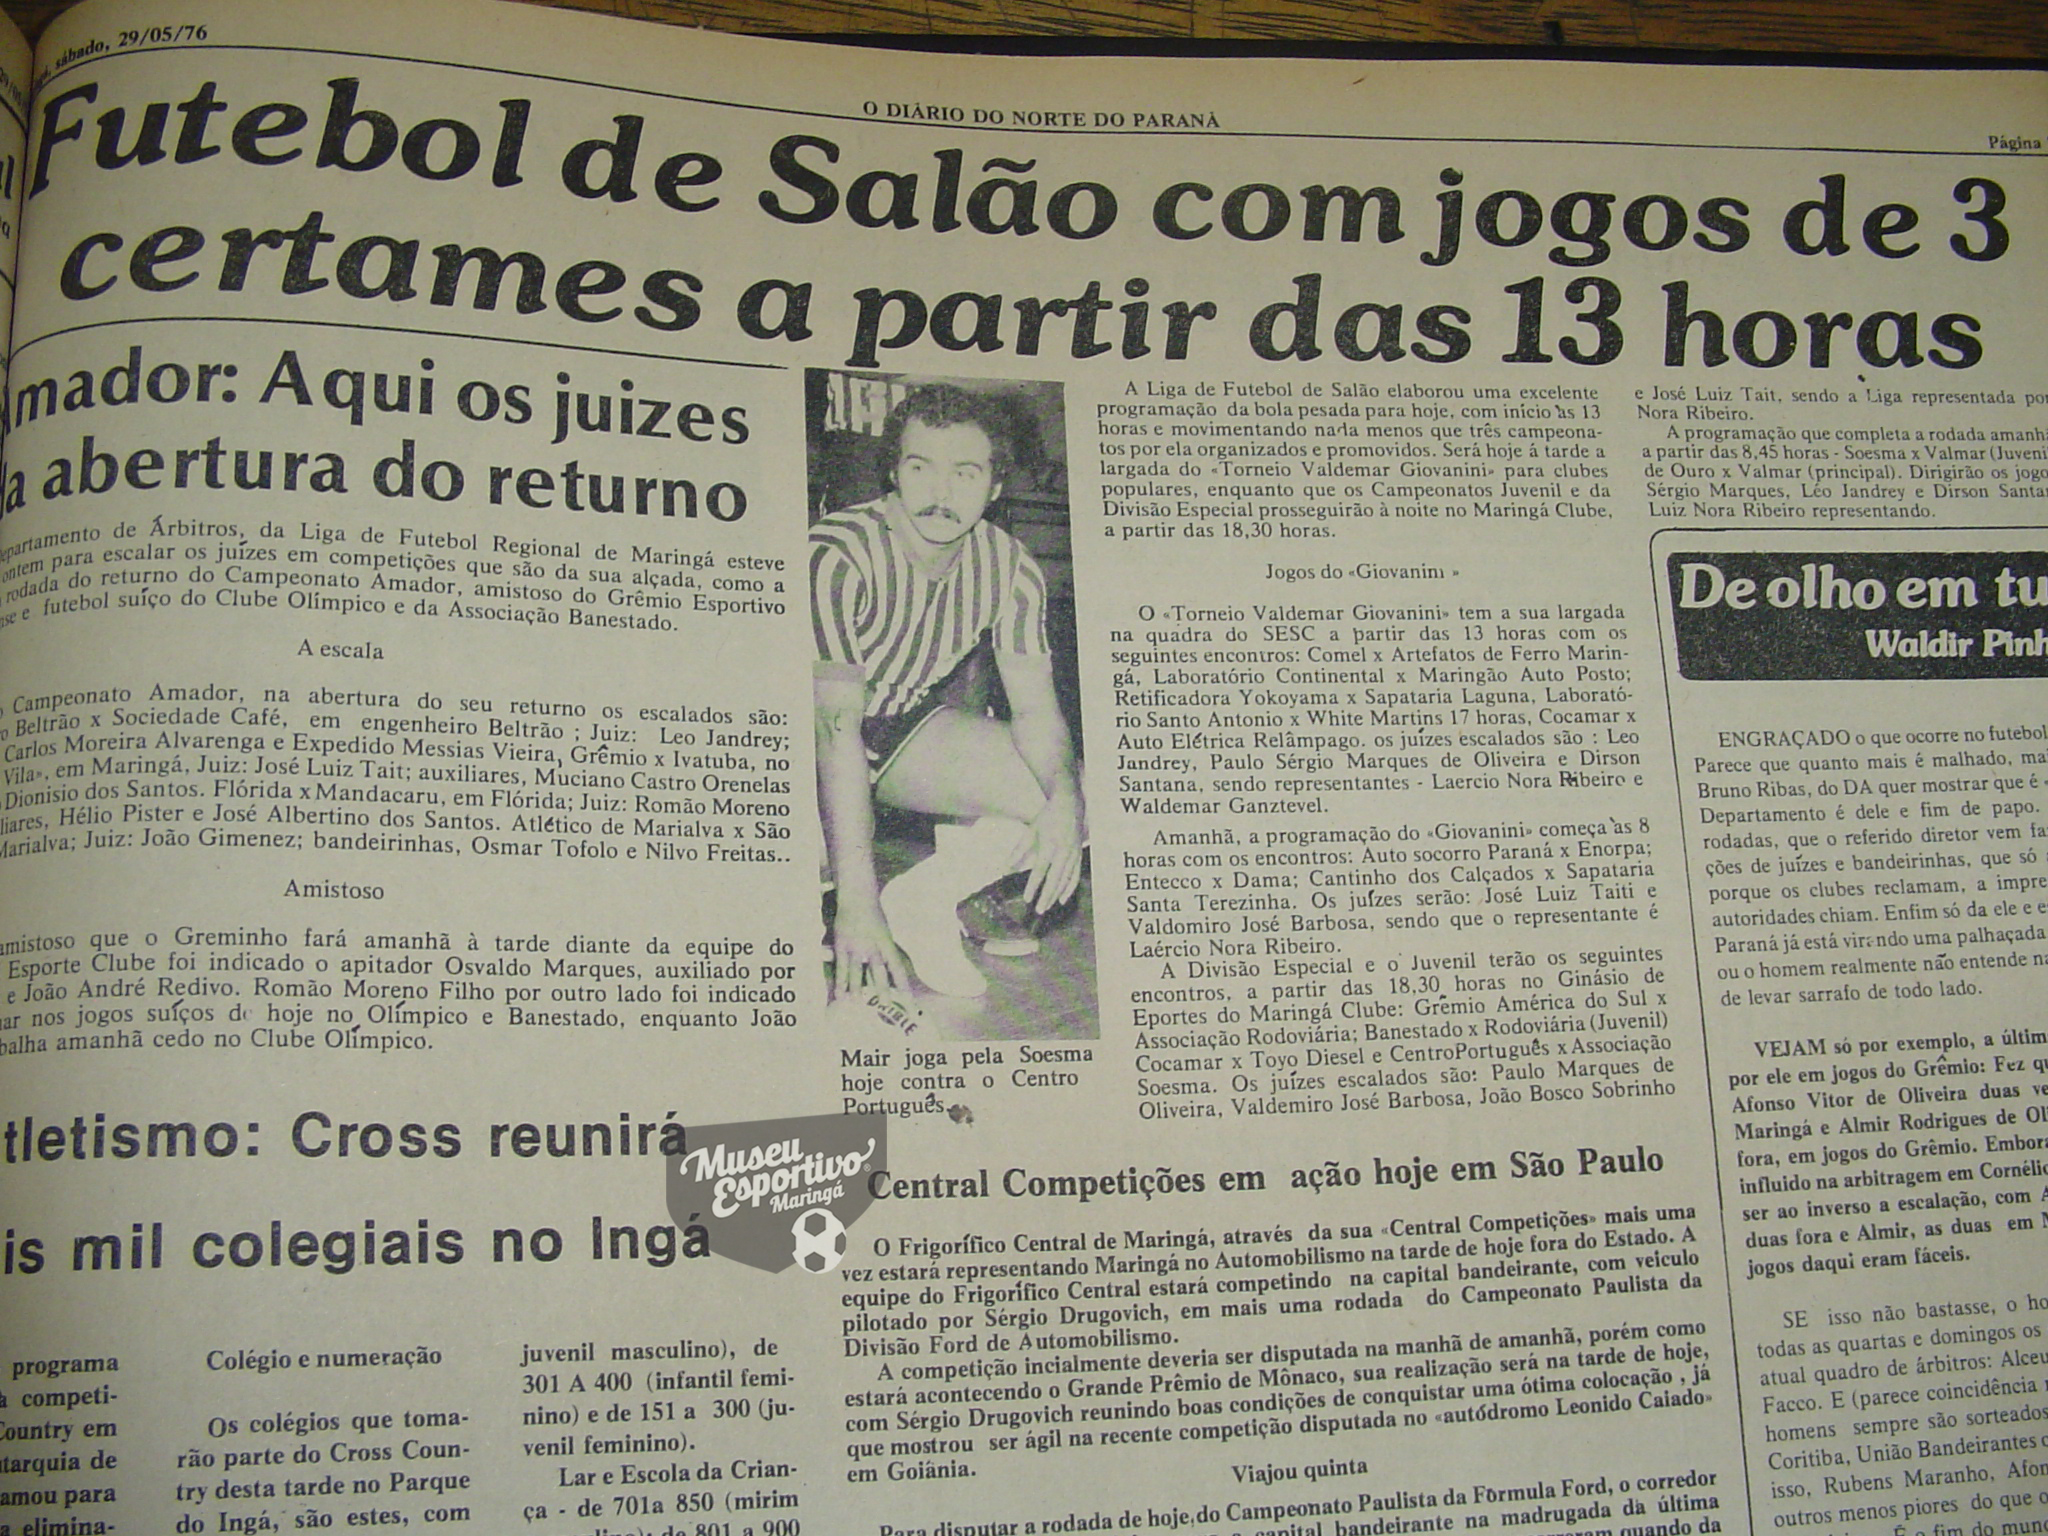 sábado, 29/05/76
O DIÁRIO DO NORTE DO PARANÁ
Página
Futebol de Salão com jogos de 3
certames a partir das 13 horas
Amador: Aqui os juizes
da abertura do returno
epartamento de Árbitros, da Liga de Futebol Regional de Maringá esteve
ontem para escalar os juízes em competições que são da sua alçada, como a
rodada do returno do Campeonato Amador, amistoso do Grêmio Esportivo
nse e futebol suíço do Clube Olímpico e da Associação Banestado.
A escala
Campeonato Amador, na abertura do seu returno os escalados são:
Beltrão x Sociedade Café, em engenheiro Beltrão ; Juiz: Leo Jandrey;
Carlos Moreira Alvarenga e Expedido Messias Vieira, Grêmio x Ivatuba, no
Vila», em Maringá, Juiz: José Luiz Tait; auxiliares, Muciano Castro Orenelas
Dionisio dos Santos. Flórida x Mandacaru, em Flórida; Juiz: Romão Moreno
liares, Hélio Pister e José Albertino dos Santos. Atlético de Marialva x São
Marialva; Juiz: João Gimenez; bandeirinhas, Osmar Tofolo e Nilvo Freitas..
Amistoso
amistoso que o Greminho fará amanhã à tarde diante da equipe do
Esporte Clube foi indicado o apitador Osvaldo Marques, auxiliado por
e João André Redivo. Romão Moreno Filho por outro lado foi indicado
nar nos jogos suíços de hoje no Olímpico e Banestado, enquanto João
balha amanhã cedo no Clube Olímpico.
Mair joga pela Soesma
hoje contra o Centro
Português.
A Liga de Futebol de Salão elaborou uma excelente
programação da bola pesada para hoje, com início às 13
horas e movimentando nada menos que três campeona-
tos por ela organizados e promovidos. Será hoje á tarde a
largada do «Torneio Valdemar Giovanini» para clubes
populares, enquanto que os Campeonatos Juvenil e da
Divisão Especial prosseguirão à noite no Maringá Clube,
a partir das 18,30 horas.
Jogos do «Giovanini »
O «Torneio Valdemar Giovanini» tem a sua largada
na quadra do SESC a partir das 13 horas com os
seguintes encontros: Comel x Artefatos de Ferro Marin-
gá, Laboratório Continental x Maringão Auto Posto;
Retificadora Yokoyama x Sapataria Laguna, Laborató-
rio Santo Antonio x White Martins 17 horas, Cocamar x
Auto Elétrica Relâmpago. os juízes escalados são : Leo
Jandrey, Paulo Sérgio Marques de Oliveira e Dirson
Santana, sendo representantes - Laercio Nora Ribeiro e
Waldemar Ganztevel.
Amanhã, a programação do «Giovanini» começa às 8
horas com os encontros: Auto socorro Paraná x Enorpa;
Entecco x Dama; Cantinho dos Calçados x Sapataria
Santa Terezinha. Os juízes serão: José Luiz Taiti e
Valdomiro José Barbosa, sendo que o representante é
Laércio Nora Ribeiro.
A Divisão Especial e o Juvenil terão os seguintes
encontros, a partir das 18,30 horas no Ginásio de
Eportes do Maringá Clube: Grêmio América do Sul x
Associação Rodoviária; Banestado x Rodoviária (Juvenil)
Cocamar x Toyo Diesel e CentroPortuguês x Associação
Soesma. Os juízes escalados são: Paulo Marques de
Oliveira, Valdemiro José Barbosa, João Bosco Sobrinho
e José Luiz Tait, sendo a Liga representada por
Nora Ribeiro.
A programação que completa a rodada amanhã
a partir das 8,45 horas - Soesma x Valmar (Juveni
de Ouro x Valmar (principal). Dirigirão os jogo
Sérgio Marques, Léo Jandrey e Dirson Santa
Luiz Nora Ribeiro representando.
De olho em tu
Waldir Pinh
ENGRAÇADO o que ocorre no futebol
Parece que quanto mais é malhado, mai
Bruno Ribas, do DA quer mostrar que é
Departamento é dele e fim de papo.
rodadas, que o referido diretor vem fa
ções de juízes e bandeirinhas, que só
porque os clubes reclamam, a impre
autoridades chiam. Enfim só da ele e e
Paraná já está virando uma palhaçada
ou o homem realmente não entende na
de levar sarrafo de todo lado.
VEJAM só por exemplo, a últim
por ele em jogos do Grêmio: Fez qu
Afonso Vitor de Oliveira duas ve
Maringá e Almir Rodrigues de Ol
fora, em jogos do Grêmio. Embora
influido na arbitragem em Cornélio
ser ao inverso a escalação, com A
duas fora e Almir, as duas em M
jogos daqui eram fáceis.
SE isso não bastasse, o ho
todas as quartas e domingos os
atual quadro de árbitros: Alceu
Facco. E (parece coincidência
homens sempre são sorteados
Coritiba, União Bandeirantes
isso, Rubens Maranho, Afon
outros menos piores do que o
É o fim do mund
tletismo: Cross reunirá
is mil colegiais no Ingá
Museu
Esportivo
Maringá
programa
competi-
Country em
tarquia de
amou para
elimina-
Colégio e numeração
Os colégios que toma-
rão parte do Cross Coun-
try desta tarde no Parque
do Ingá, são estes, com
juvenil masculino), de
301 A 400 (infantil femi-
nino) e de 151 a 300 (ju-
venil feminino).
Lar e Escola da Crian-
ça - de 701a 850 (mirim
de 801 a 900
Central Competições em ação hoje em São Paulo
O Frigorífico Central de Maringá, através da sua «Central Competições» mais uma
vez estará representando Maringá no Automobilismo na tarde de hoje fora do Estado. A
equipe do Frigorífico Central estará competindo na capital bandeirante, com veiculo
pilotado por Sérgio Drugovich, em mais uma rodada do Campeonato Paulista da
Divisão Ford de Automobilismo.
A competição incialmente deveria ser disputada na manhã de amanhã, porém como
estará acontecendo o Grande Prêmio de Mônaco, sua realização será na tarde de hoje,
com Sérgio Drugovich reunindo boas condições de conquistar uma ótima colocação , já
que mostrou ser ágil na recente competição disputada no «autódromo Leonido Caiado»
em Goiânia.
Viajou quinta
Para disputar a rodada de hoje,do Campeonato Paulista da Fórmula Ford, o corredor
capital bandeirante na madrugada da última
quando da